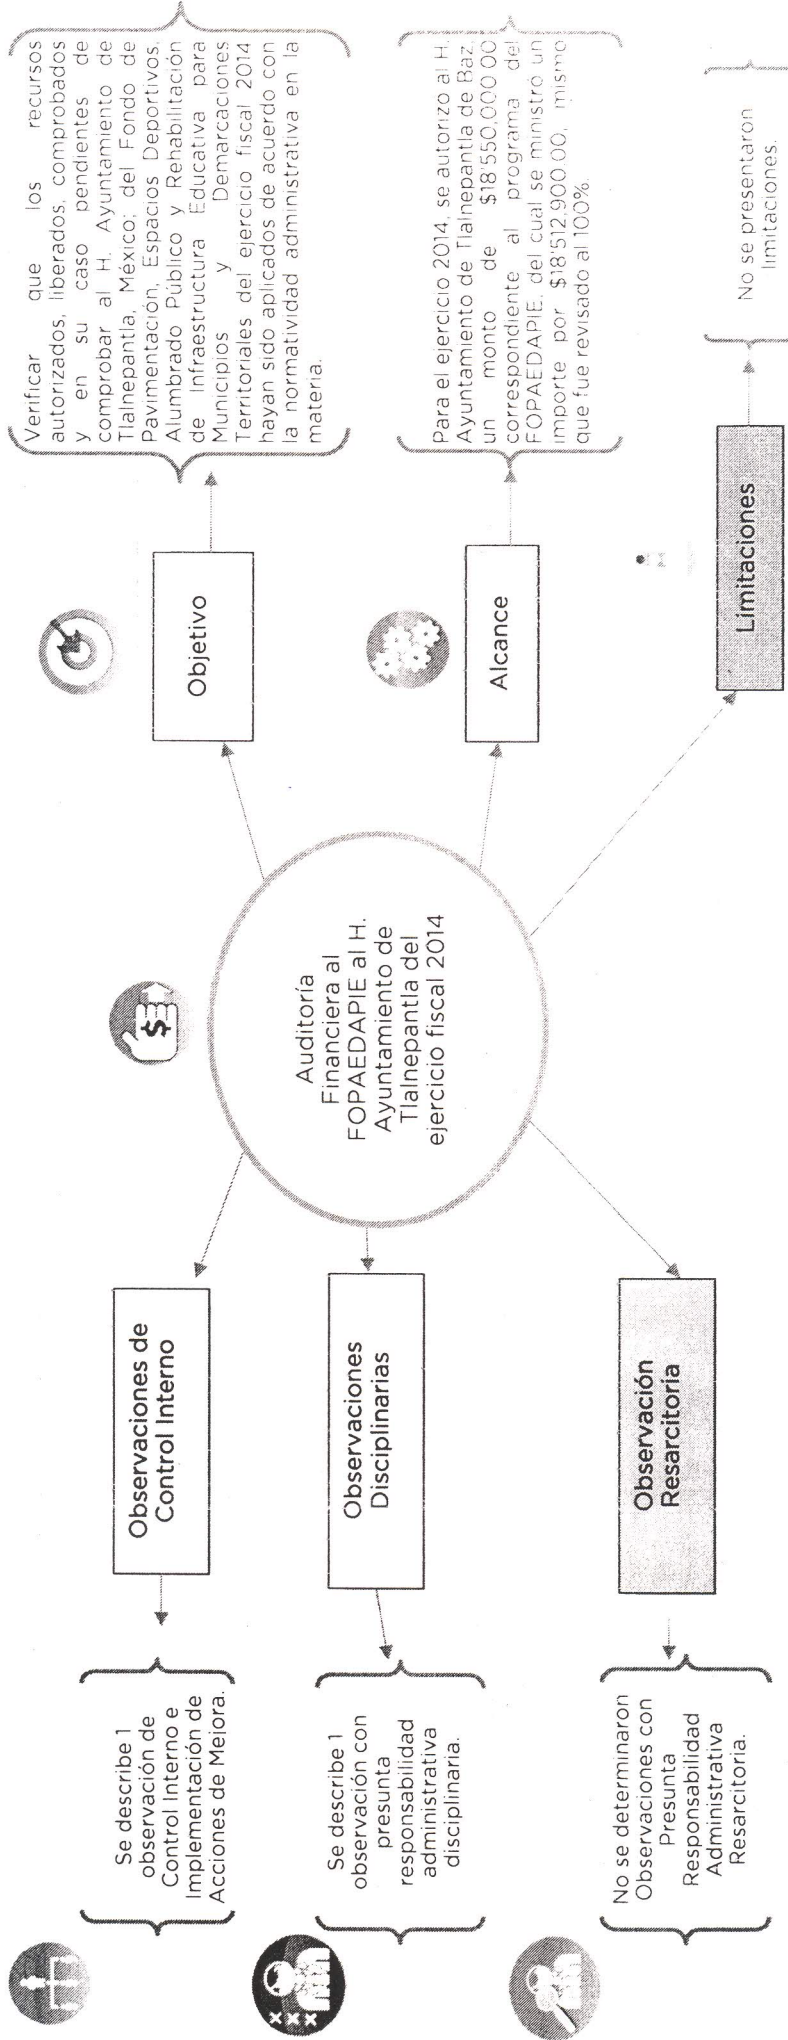 Auditoría
Financiera al
FOPAEDAPIE al H.
Ayuntamiento de
Tlalnepantla del
ejercicio fiscal 2014
$
Observaciones de
Control Interno
Se describe 1
observación de
Control Interno e
Implementación de
Acciones de Mejora.
Observaciones
Disciplinarias
Se describe 1
observación con
presunta
responsabilidad
administrativa
disciplinaria.
Observación
Resarcitoria
No se determinaron
Observaciones con
Presunta
Responsabilidad
Administrativa
Resarcitoria.
Objetivo
Verificar que los recursos
autorizados, liberados, comprobados
y en su caso pendientes de
comprobar al H. Ayuntamiento de
Tlalnepantla, México; del Fondo de
Pavimentación, Espacios Deportivos,
Alumbrado Público y Rehabilitación
de Infraestructura Educativa para
Municipios y Demarcaciones
Territoriales del ejercicio fiscal 2014
hayan sido aplicados de acuerdo con
la normatividad administrativa en la
materia.
Alcance
Para el ejercicio 2014, se autorizo al H.
Ayuntamiento de Tlalnepantla de Baz,
un monto de $18'550,000 00
correspondiente al programa del
FOPAEDAPIE, del cual se ministró un
importe por $18'512,900.00, mismo
que fue revisado al 100%.
Limitaciones
No se presentaron
limitaciones.